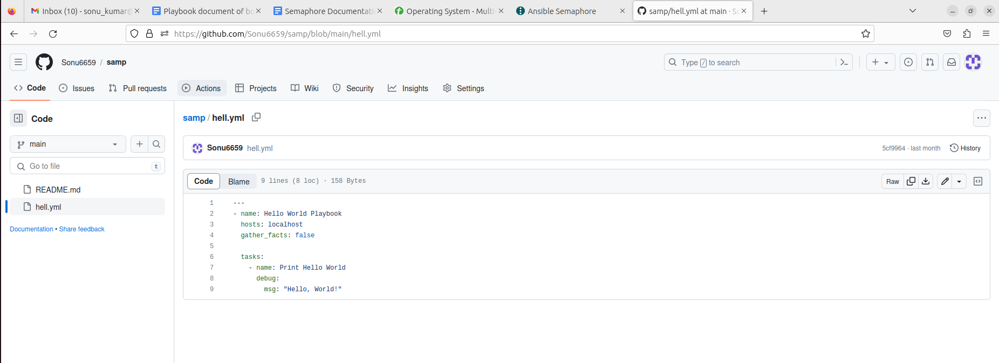 Inbox (10) - sonu_kumar@
Playbook document of bo
Semaphore Documentati
Operating System - Multi-
Ansible Semaphore
samp/hell.yml at main · So
https://github.com/Sonu6659/samp/blob/main/hell.yml
Sonu6659 / samp
Type / to search
Code
Issues
Pull requests
Actions
Projects
Wiki
Security
Insights
Settings
Code
main
Go to file
t
README.md
hell.yml
Documentation • Share feedback
samp / hell.yml
Sonu6659 hell.yml
5cf9964 · last month
History
Code
Blame
9 lines (8 loc) · 158 Bytes
Raw
1 ---
2 - name: Hello World Playbook
3 hosts: localhost
4 gather_facts: false
5
6 tasks:
7 - name: Print Hello World
8 debug:
9 msg: "Hello, World!"